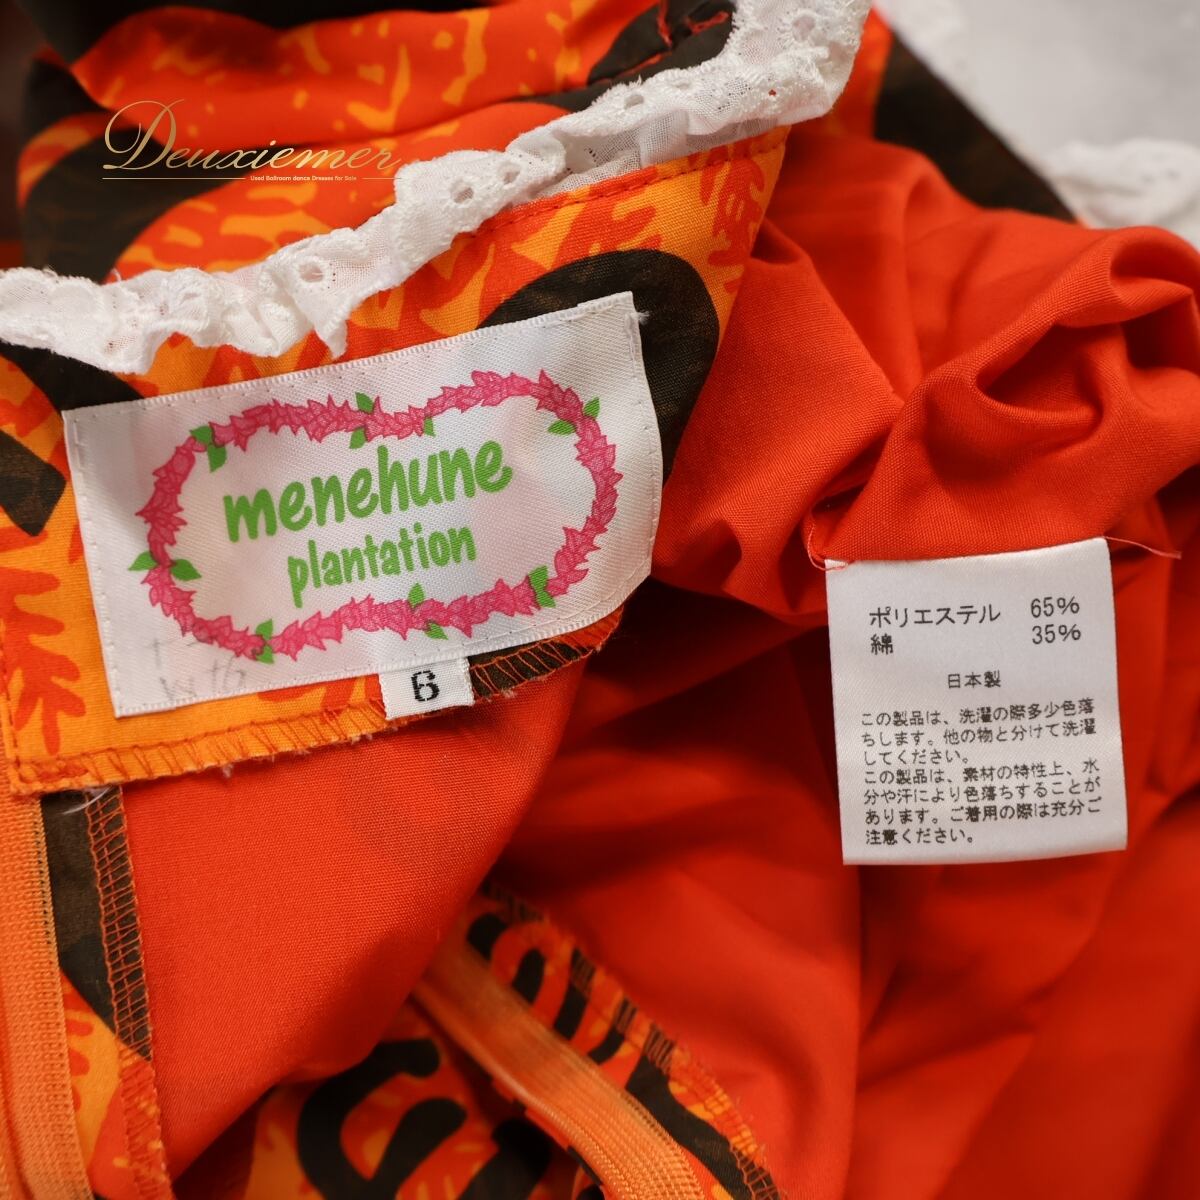 Deuxiemer
Used Ballroom dance Dresses for Sale
menehune
plantation
6
ポリエステル 65%
綿 35%
日本製
この製品は、洗濯の際多少色落
ちします。他の物と分けて洗濯
してください。
この製品は、素材の特性上、水
分や汗により色落ちすることが
あります。ご着用の際は充分ご
注意ください。